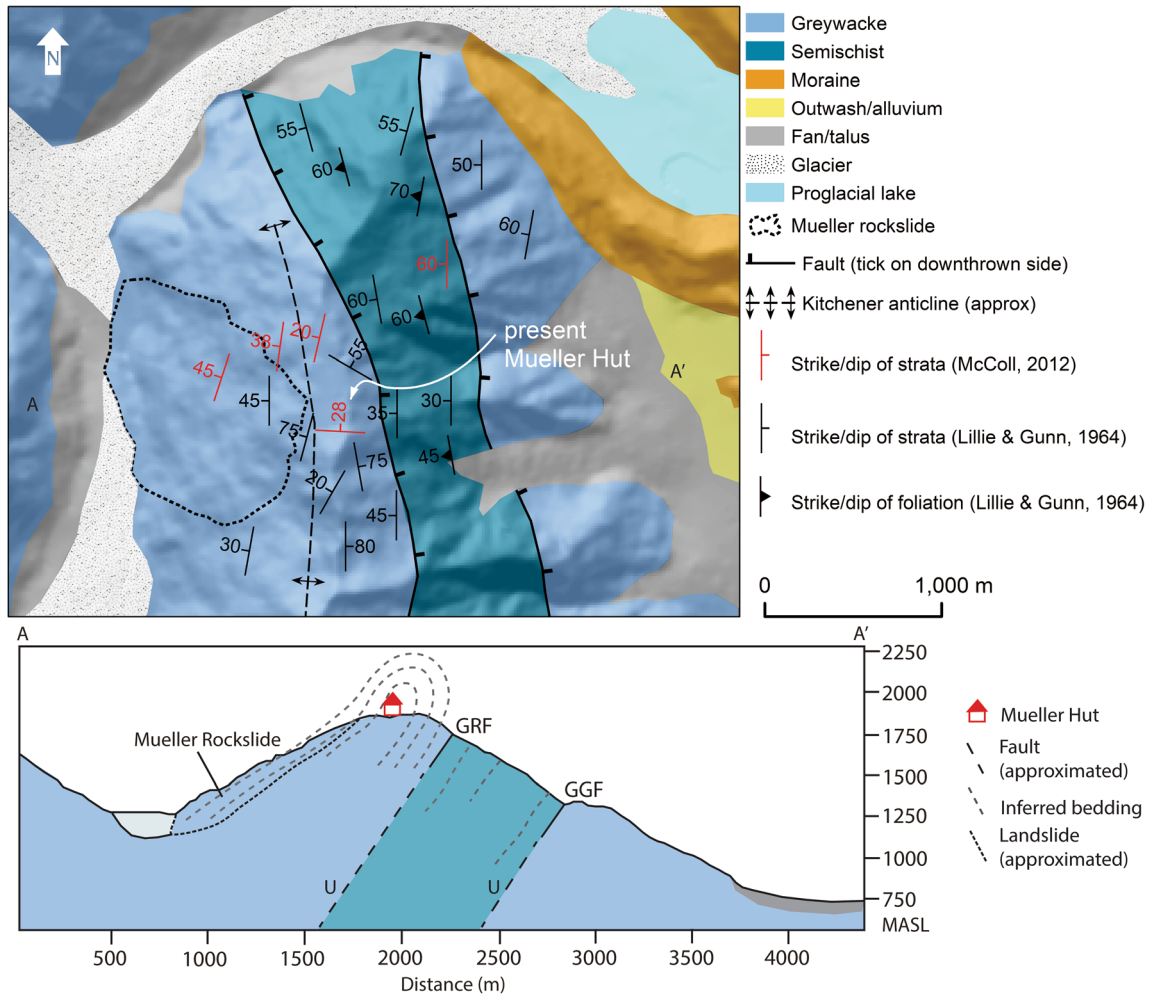 N
Greywacke
Semischist
Moraine
Outwash/alluvium
Fan/talus
Glacier
Proglacial lake
Mueller rockslide
Fault (tick on downthrown side)
Kitchener anticline (approx)
Strike/dip of strata (McColl, 2012)
Strike/dip of strata (Lillie & Gunn, 1964)
Strike/dip of foliation (Lillie & Gunn, 1964)
0 1,000 m
55
55
60
50
70
60
60
60
60
present
Mueller Hut
20
38
55
45
A
A'
45
28
35
30
75
75
45
20
45
30
80
A
A'
2250
2000
1750
1500
1250
1000
750
MASL
Mueller Rockslide
GRF
GGF
U
U
500 1000 1500 2000 2500 3000 3500 4000
Distance (m)
Mueller Hut
Fault
(approximated)
Inferred bedding
Landslide
(approximated)